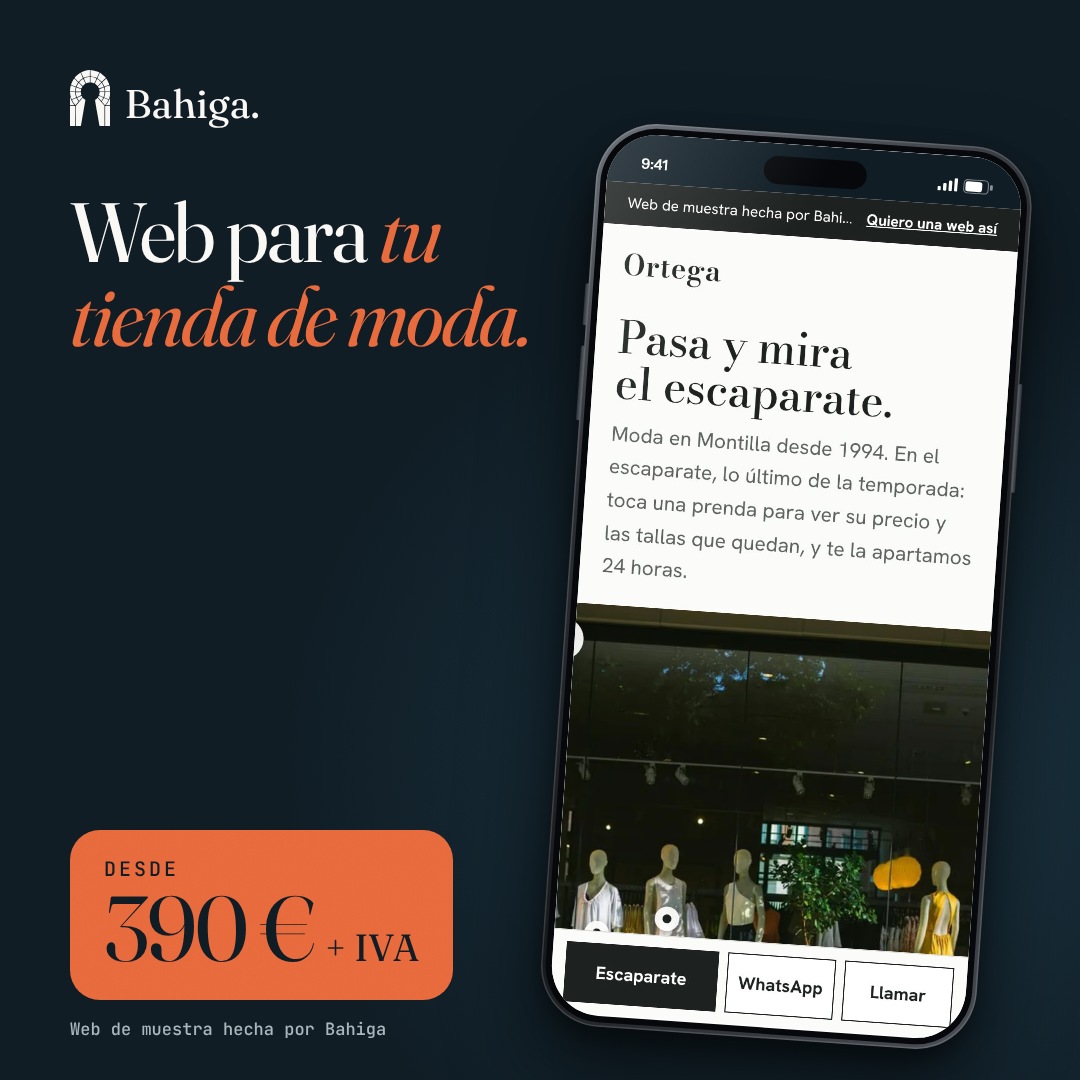 Bahiga.
Web para tu
tienda de moda.
9:41
Web de muestra hecha por Bahi... Quiero una web así
Ortega
Pasa y mira
el escaparate.
Moda en Montilla desde 1994. En el
escaparate, lo último de la temporada:
toca una prenda para ver su precio y
las tallas que quedan, y te la apartamos
24 horas.
Escaparate WhatsApp Llamar
DESDE
390 € + IVA
Web de muestra hecha por Bahiga